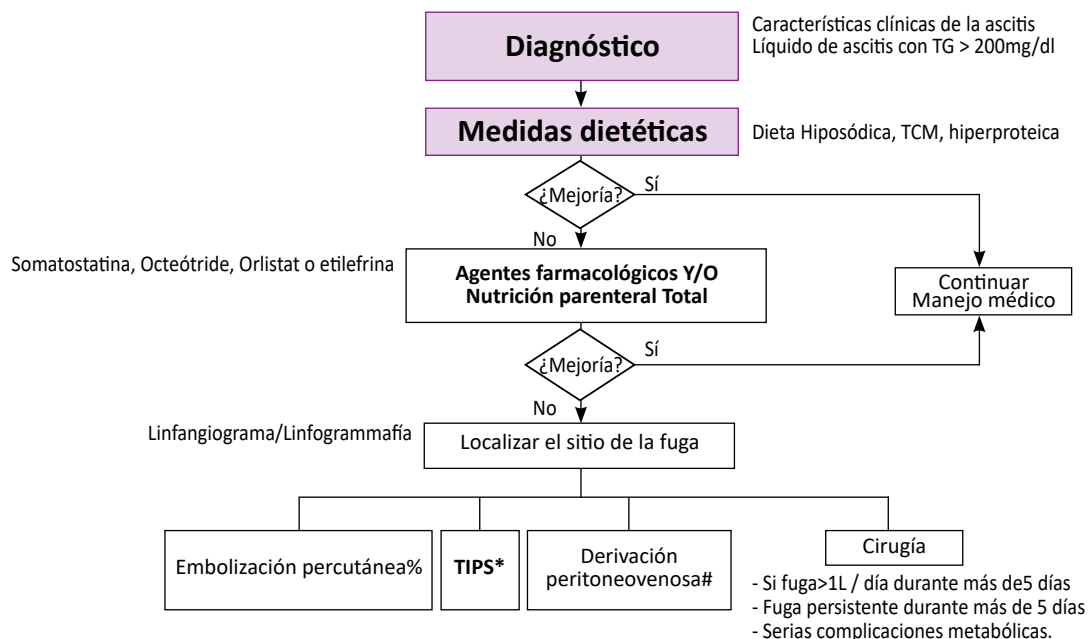 Diagnóstico
Características clínicas de la ascitis
Líquido de ascitis con TG > 200mg/dl
Medidas dietéticas
Dieta Hiposódica, TCM, hiperproteica
¿Mejoría?
Sí
No
Somatostatina, Octeótride, Orlistat o etilefrina
Agentes farmacológicos Y/O
Nutrición parenteral Total
Continuar
Manejo médico
¿Mejoría?
Sí
No
Linfangiograma/Linfogrammafía
Localizar el sitio de la fuga
Embolización percutánea%
TIPS*
Derivación
peritoneovenosa#
Cirugía
- Si fuga>1L / día durante más de5 días
- Fuga persistente durante más de 5 días
- Serias complicaciones metabólicas.